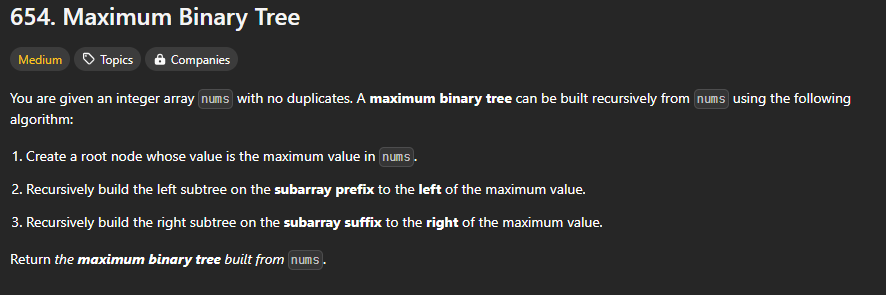 654. Maximum Binary Tree
Medium Topics Companies
You are given an integer array nums with no duplicates. A maximum binary tree can be built recursively from nums using the following
algorithm:
1. Create a root node whose value is the maximum value in nums.
2. Recursively build the left subtree on the subarray prefix to the left of the maximum value.
3. Recursively build the right subtree on the subarray suffix to the right of the maximum value.
Return the maximum binary tree built from nums.